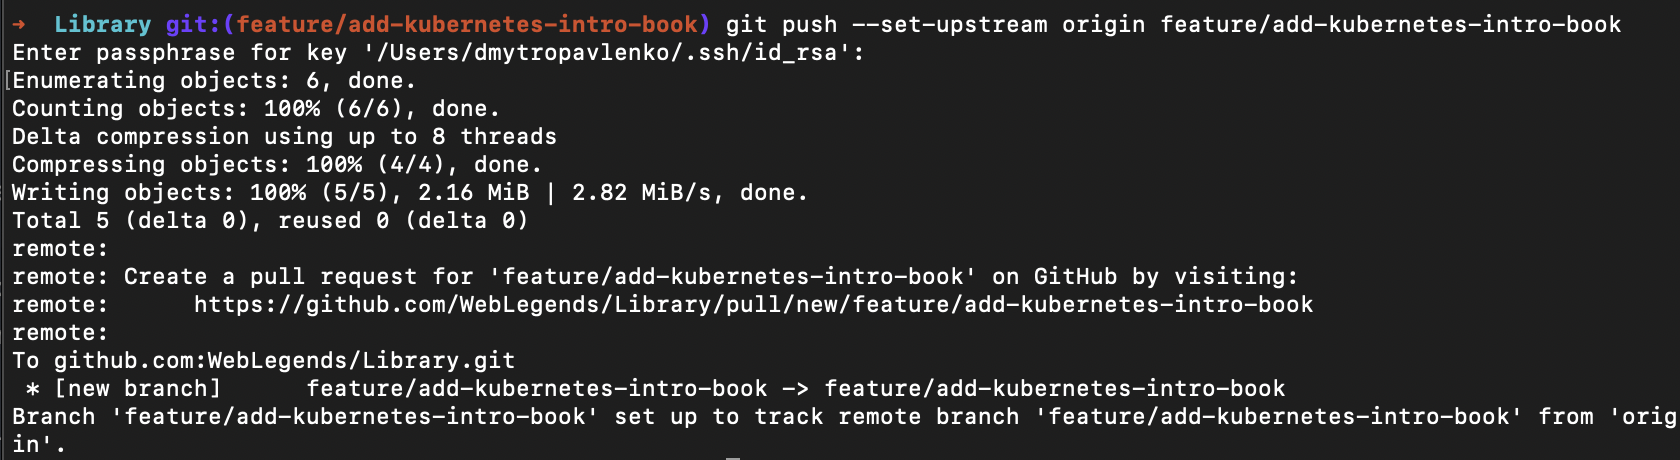 ➜  Library git:(feature/add-kubernetes-intro-book) git push --set-upstream origin feature/add-kubernetes-intro-book
Enter passphrase for key '/Users/dmytropavlenko/.ssh/id_rsa':
[Enumerating objects: 6, done.
Counting objects: 100% (6/6), done.
Delta compression using up to 8 threads
Compressing objects: 100% (4/4), done.
Writing objects: 100% (5/5), 2.16 MiB | 2.82 MiB/s, done.
Total 5 (delta 0), reused 0 (delta 0)
remote:
remote: Create a pull request for 'feature/add-kubernetes-intro-book' on GitHub by visiting:
remote:      https://github.com/WebLegends/Library/pull/new/feature/add-kubernetes-intro-book
remote:
To github.com:WebLegends/Library.git
 * [new branch]      feature/add-kubernetes-intro-book -> feature/add-kubernetes-intro-book
Branch 'feature/add-kubernetes-intro-book' set up to track remote branch 'feature/add-kubernetes-intro-book' from 'orig
in'.